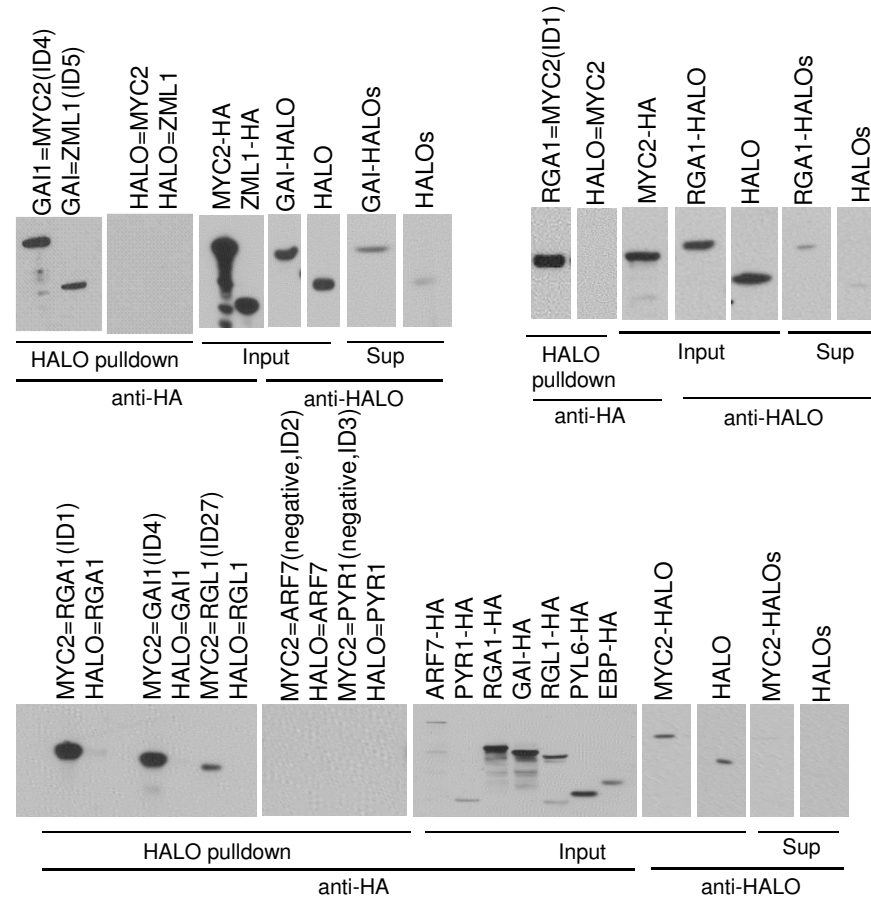 GAI1=MYC2(ID4)
GAI=ZML1(ID5)
HALO=MYC2
HALO=ZML1
MYC2-HA
ZML1-HA
GAI-HALO
HALO
GAI-HALOs
HALOs
HALO pulldown
Input
Sup
anti-HA
anti-HALO
RGA1=MYC2(ID1)
HALO=MYC2
MYC2-HA
RGA1-HALO
HALO
RGA1-HALOs
HALOs
HALO
pulldown
Input
Sup
anti-HA
anti-HALO
MYC2=RGA1(ID1)
HALO=RGA1
MYC2=GAI1(ID4)
HALO=GAI1
MYC2=RGL1(ID27)
HALO=RGL1
MYC2=ARF7(negative,ID2)
HALO=ARF7
MYC2=PYR1(negative,ID3)
HALO=PYR1
ARF7-HA
PYR1-HA
RGA1-HA
GAI-HA
RGL1-HA
PYL6-HA
EBP-HA
MYC2-HALO
HALO
MYC2-HALOs
HALOs
HALO pulldown
Input
Sup
anti-HA
anti-HALO